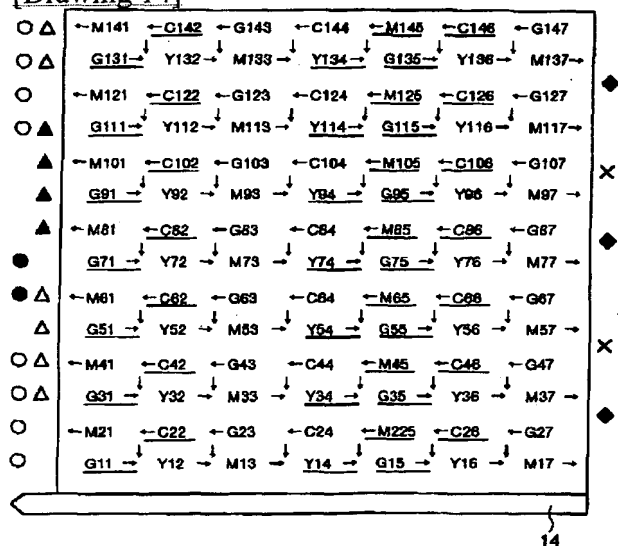 [Drawing
M141 C142 G143 C144 M145 C146 G147
G131 Y132 M133 Y134 G135 Y136 M137
M121 C122 G123 C124 M125 C126 G127
G111 Y112 M113 Y114 G115 Y116 M117
M101 C102 G103 C104 M105 C106 G107
G91 Y92 M93 Y94 G95 Y96 M97
M81 C82 G83 C84 M85 C86 G87
G71 Y72 M73 Y74 G75 Y76 M77
M61 C62 G63 C64 M65 C66 G67
G51 Y52 M53 Y54 G55 Y56 M57
M41 C42 G43 C44 M45 C46 G47
G31 Y32 M33 Y34 G35 Y36 M37
M21 C22 G23 C24 M225 C26 G27
G11 Y12 M13 Y14 G15 Y16 M17
14